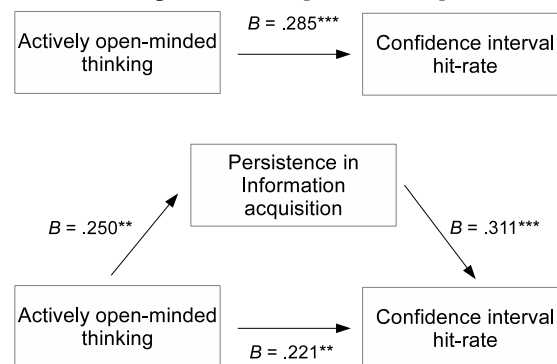 B = .285***
Actively open-minded
thinking
Confidence interval
hit-rate
Persistence in
Information
acquisition
B = .250**
B = .311***
Actively open-minded
thinking
Confidence interval
hit-rate
B = .221**